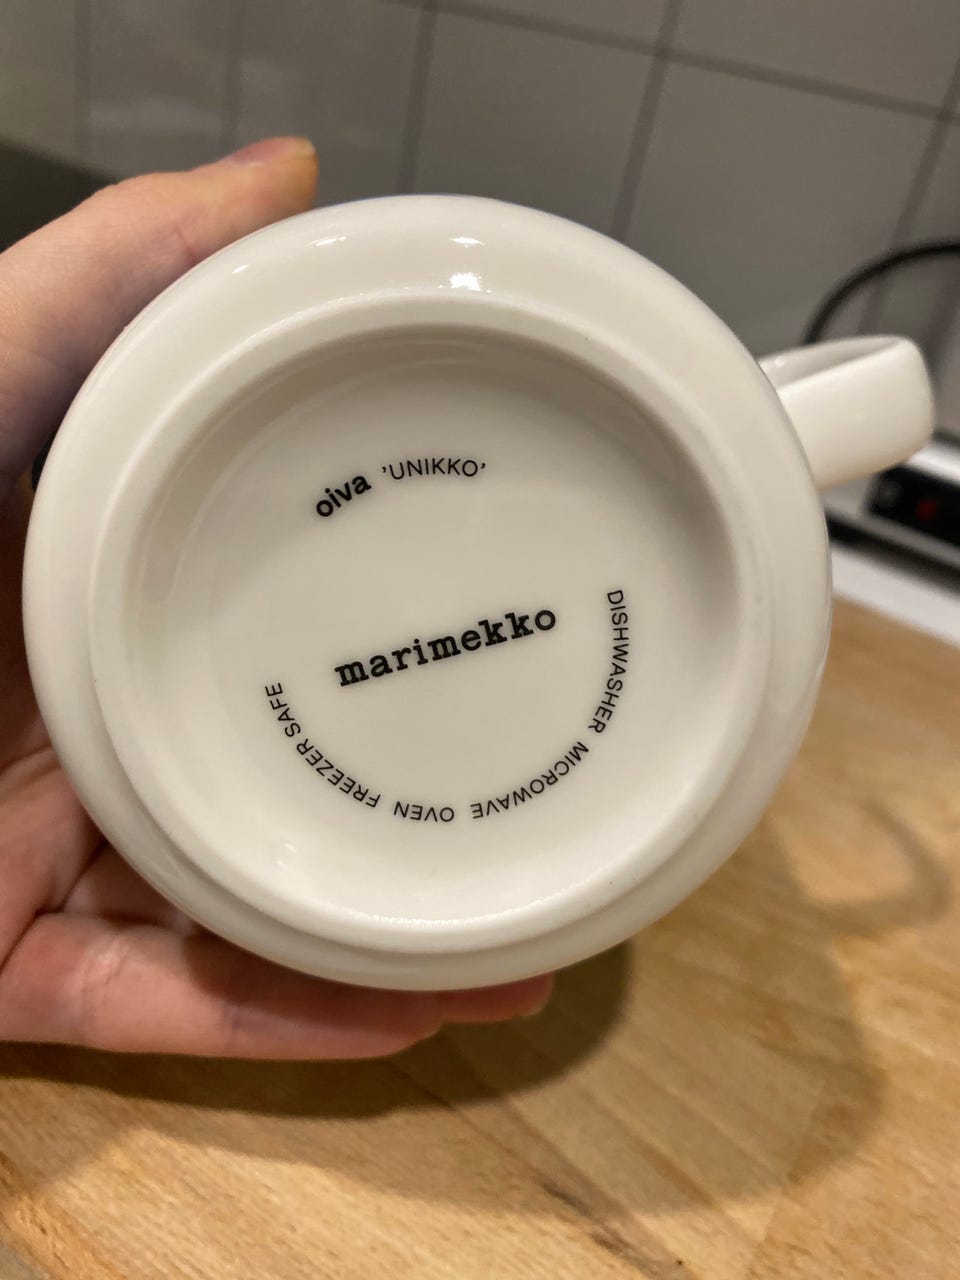 oiva 'UNIKKO'
marimekko
DISHWASHER MICROWAVE OVEN FREEZER SAFE